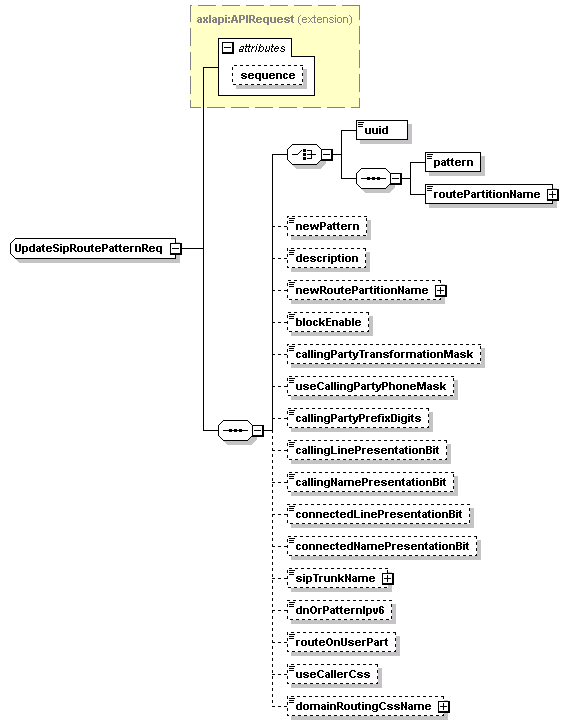 axlapi:APIRequest (extension)
attributes
sequence
uuid
pattern
routePartitionName
UpdateSipRoutePatternReq
newPattern
description
newRoutePartitionName
blockEnable
callingPartyTransformationMask
useCallingPartyPhoneMask
callingPartyPrefixDigits
callingLinePresentationBit
callingNamePresentationBit
connectedLinePresentationBit
connectedNamePresentationBit
sipTrunkName
dnOrPatternIpv6
routeOnUserPart
useCallerCss
domainRoutingCssName